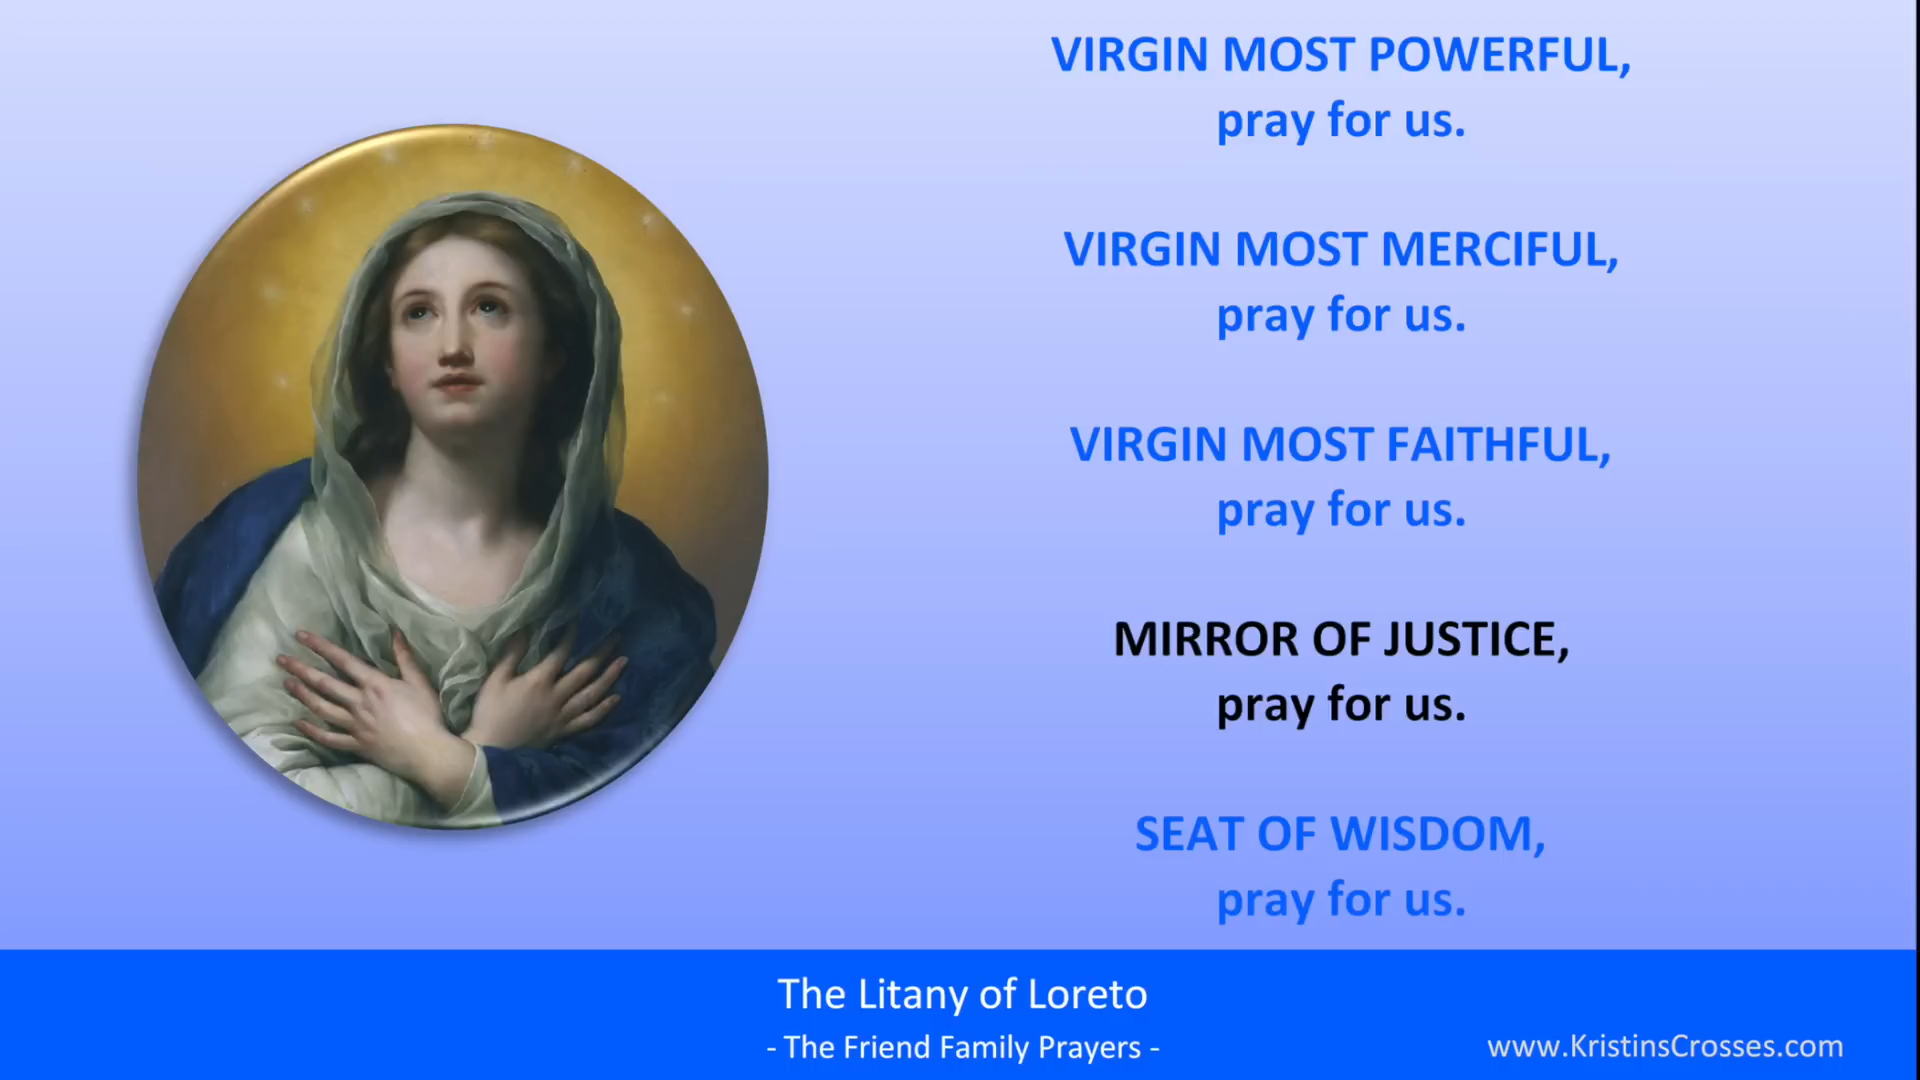 VIRGIN MOST POWERFUL,
pray for us.
VIRGIN MOST MERCIFUL,
pray for us.
VIRGIN MOST FAITHFUL,
pray for us.
MIRROR OF JUSTICE,
pray for us.
SEAT OF WISDOM,
pray for us.
The Litany of Loreto
- The Friend Family Prayers -
www.KristinsCrosses.com